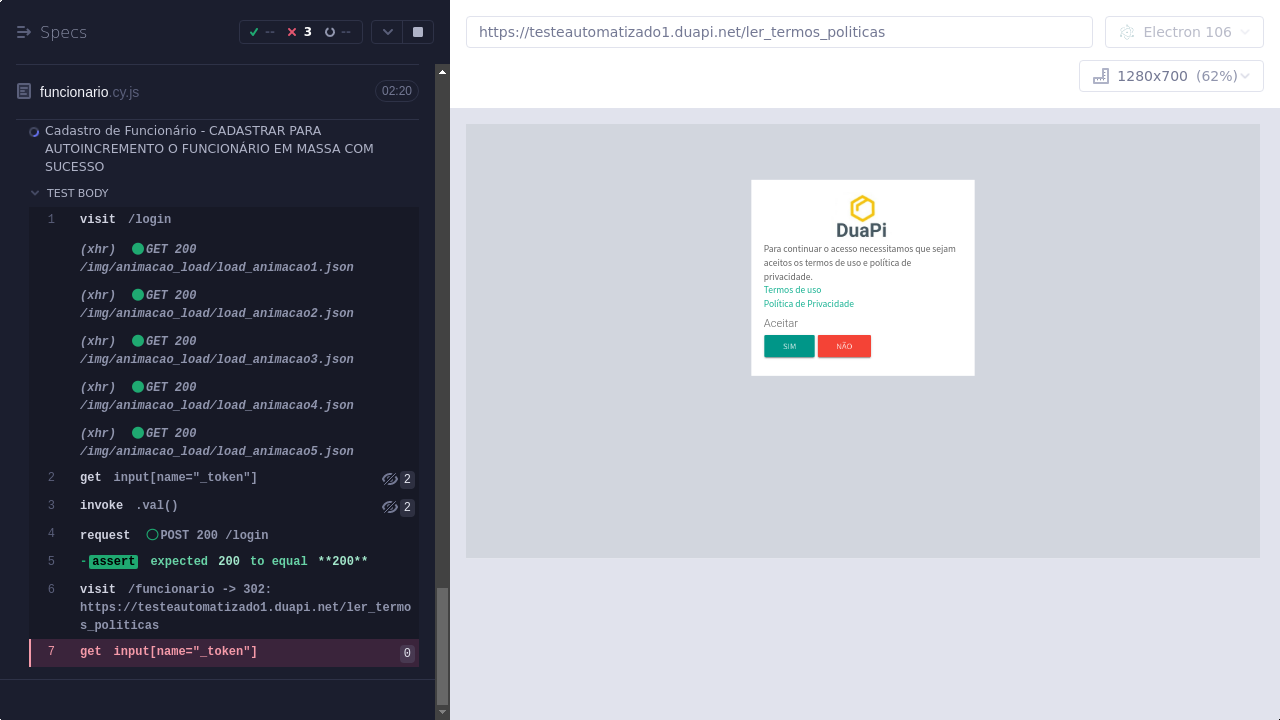 Specs
-- 3 --
funcionario.cy.js
02:20
Cadastro de Funcionário - CADASTRAR PARA
AUTOINCREMENTO O FUNCIONÁRIO EM MASSA COM
SUCESSO
TEST BODY
1 visit /login
(xhr) GET 200
/img/animacao_load/load_animacao1.json
(xhr) GET 200
/img/animacao_load/load_animacao2.json
(xhr) GET 200
/img/animacao_load/load_animacao3.json
(xhr) GET 200
/img/animacao_load/load_animacao4.json
(xhr) GET 200
/img/animacao_load/load_animacao5.json
2 get input[name="_token"] 2
3 invoke .val() 2
4 request POST 200 /login
5 -assert expected 200 to equal **200**
6 visit /funcionario -> 302:
https://testeautomatizado1.duapi.net/ler_termo
s_politicas
7 get input[name="_token"] 0
https://testeautomatizado1.duapi.net/ler_termos_politicas
Electron 106
1280x700 (62%)
DuaPi
Para continuar o acesso necessitamos que sejam
aceitos os termos de uso e política de
privacidade.
Termos de uso
Política de Privacidade
Aceitar
SIM NÃO